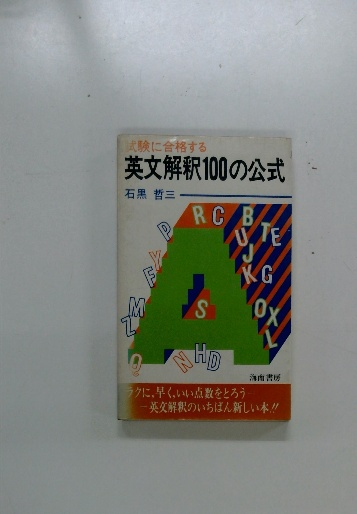 試験に合格する
英文解釈100の公式
石黒 哲三
R C B
P U T E
Y J
F K G
M S O X
Z L
Q N H D
海南書房
ラクに。早く、いい点数をとろう
—英文解釈のいちばん新しい本!!